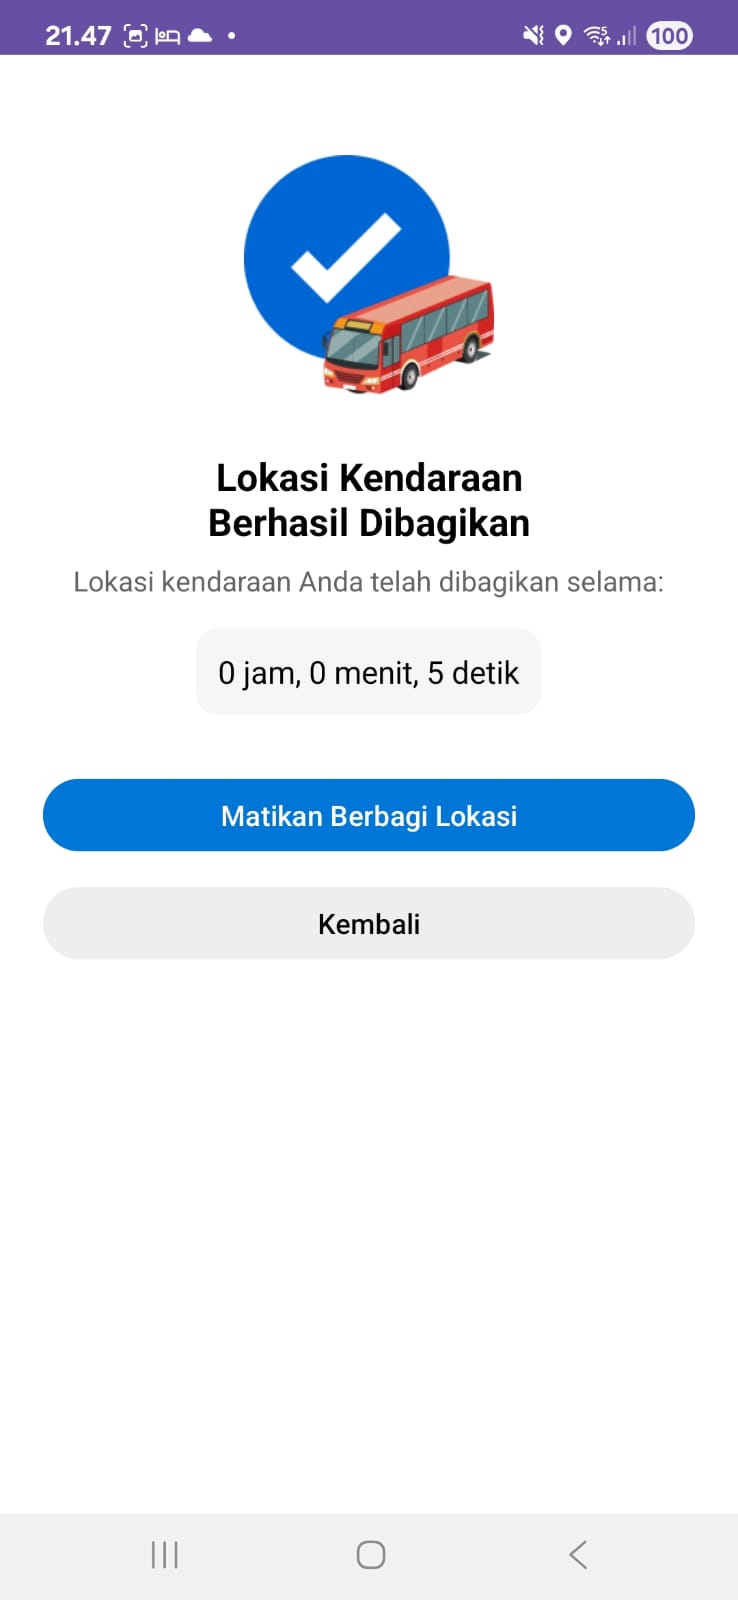 21.47
100
Lokasi Kendaraan
Berhasil Dibagikan
Lokasi kendaraan Anda telah dibagikan selama:
0 jam, 0 menit, 5 detik
Matikan Berbagi Lokasi
Kembali